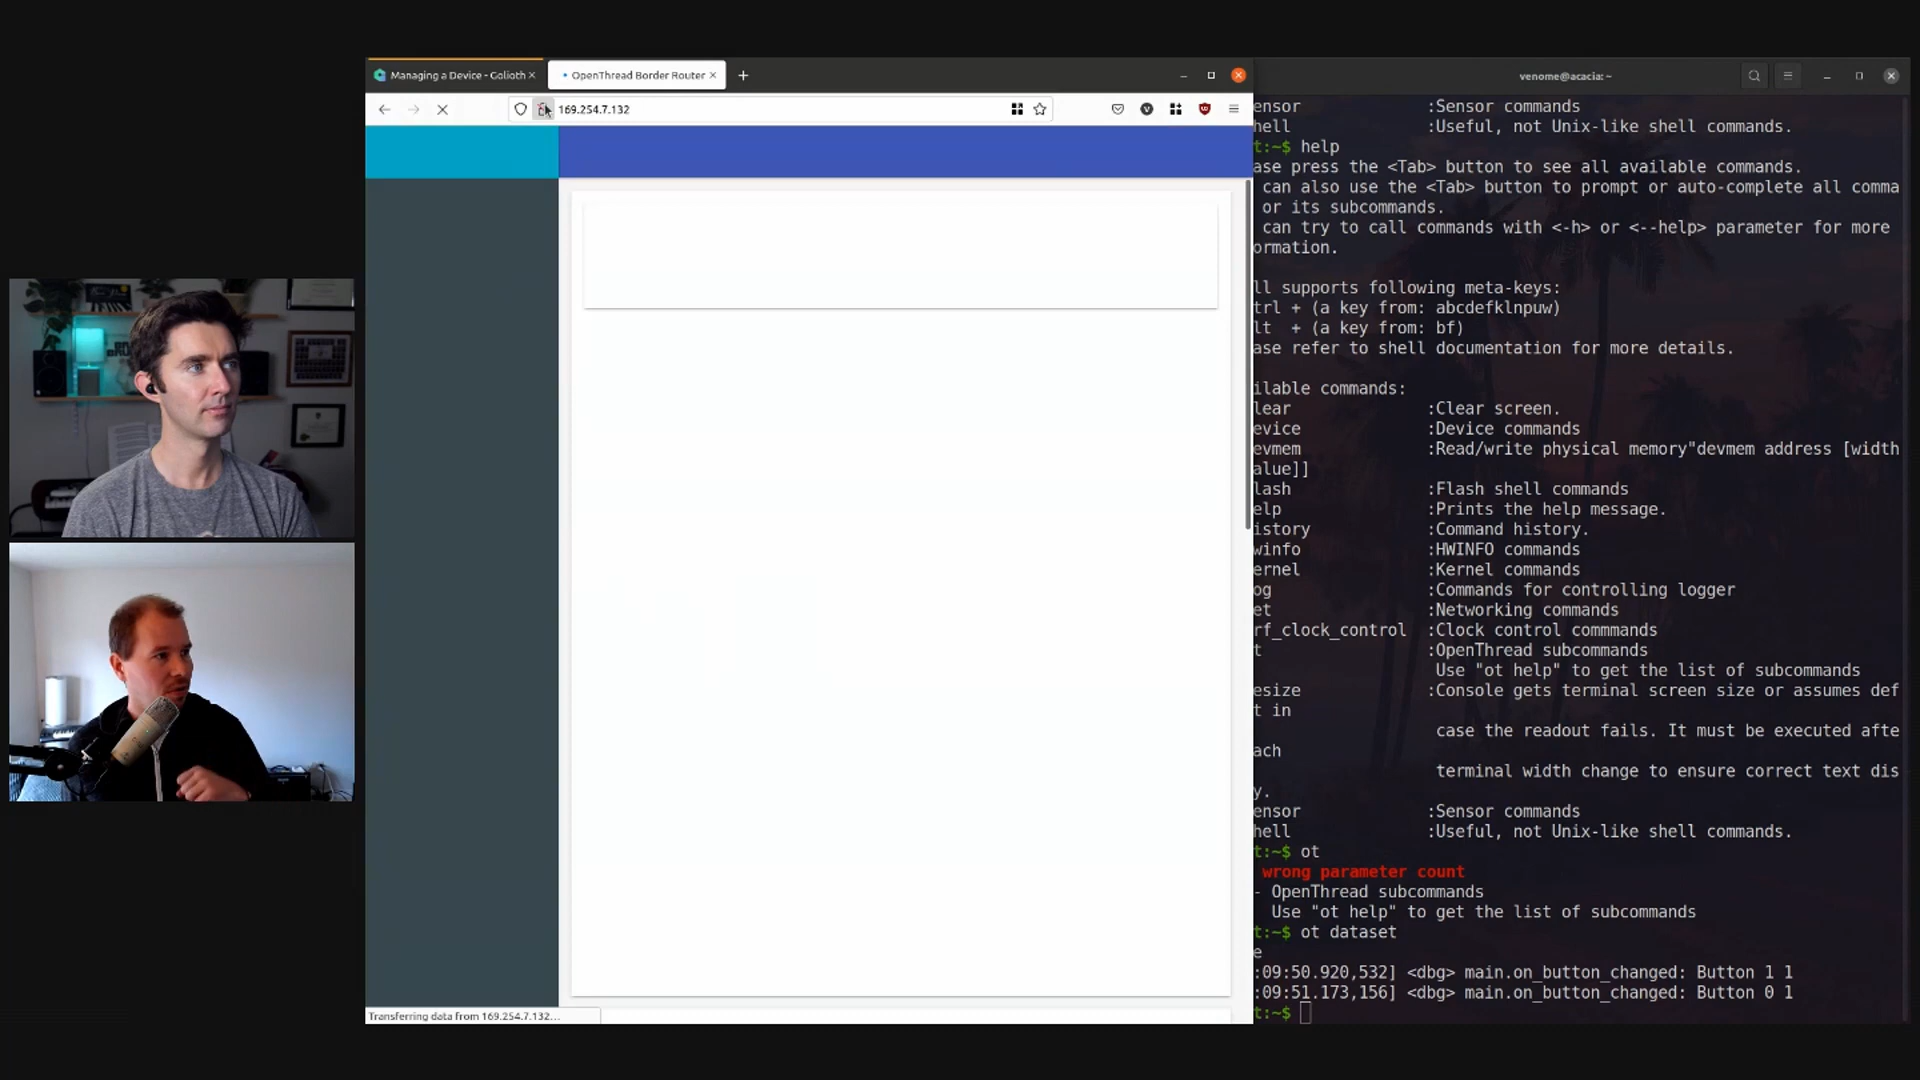 Managing a Device - Golioth
OpenThread Border Router
169.254.7.132
Transferring data from 169.254.7.132...
venome@acacia: ~
ensor :Sensor commands
hell :Useful, not Unix-like shell commands.
t:~$ help
ase press the <Tab> button to see all available commands.
can also use the <Tab> button to prompt or auto-complete all comma
or its subcommands.
can try to call commands with <-h> or <--help> parameter for more
ormation.
ll supports following meta-keys:
trl + (a key from: abcdefklnpuw)
lt + (a key from: bf)
ase refer to shell documentation for more details.
ilable commands:
lear :Clear screen.
evice :Device commands
evmem :Read/write physical memory"devmem address [width
alue]]
lash :Flash shell commands
elp :Prints the help message.
istory :Command history.
winfo :HWINFO commands
ernel :Kernel commands
og :Commands for controlling logger
et :Networking commands
rf_clock_control :Clock control commmands
t :OpenThread subcommands
Use "ot help" to get the list of subcommands
esize :Console gets terminal screen size or assumes def
t in
case the readout fails. It must be executed afte
ach
terminal width change to ensure correct text dis
y.
ensor :Sensor commands
hell :Useful, not Unix-like shell commands.
t:~$ ot
wrong parameter count
- OpenThread subcommands
Use "ot help" to get the list of subcommands
t:~$ ot dataset
e
:09:50.920,532] <dbg> main.on_button_changed: Button 1 1
:09:51.173,156] <dbg> main.on_button_changed: Button 0 1
t:~$